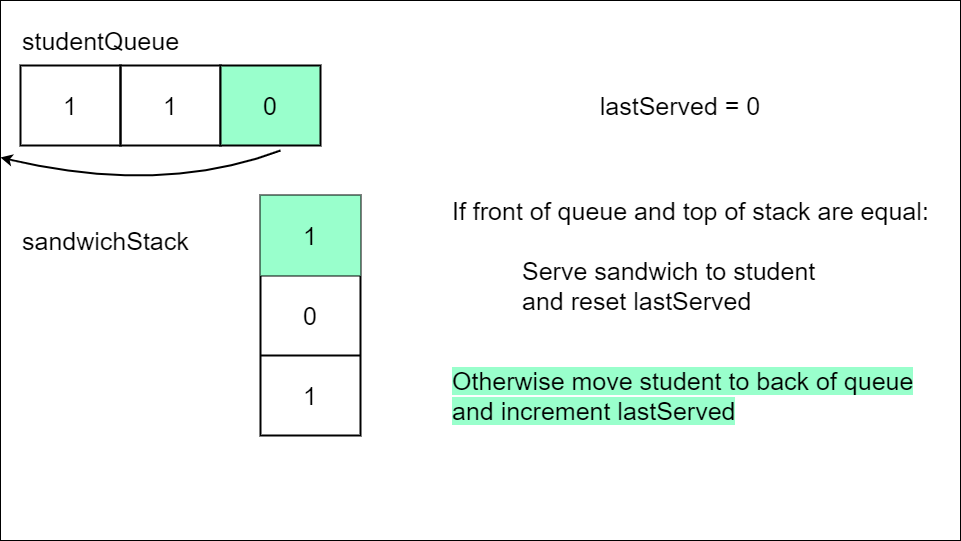 studentQueue
1 1 0
lastServed = 0
sandwichStack
1
0
1
If front of queue and top of stack are equal:
Serve sandwich to student
and reset lastServed
Otherwise move student to back of queue
and increment lastServed